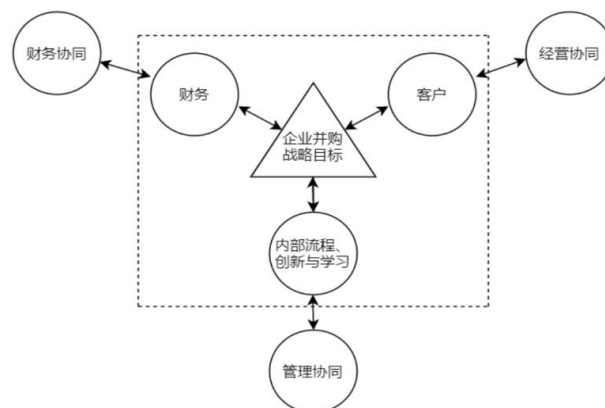 财务协同
经营协同
财务
客户
企业并购
战略目标
内部流程、
创新与学习
管理协同